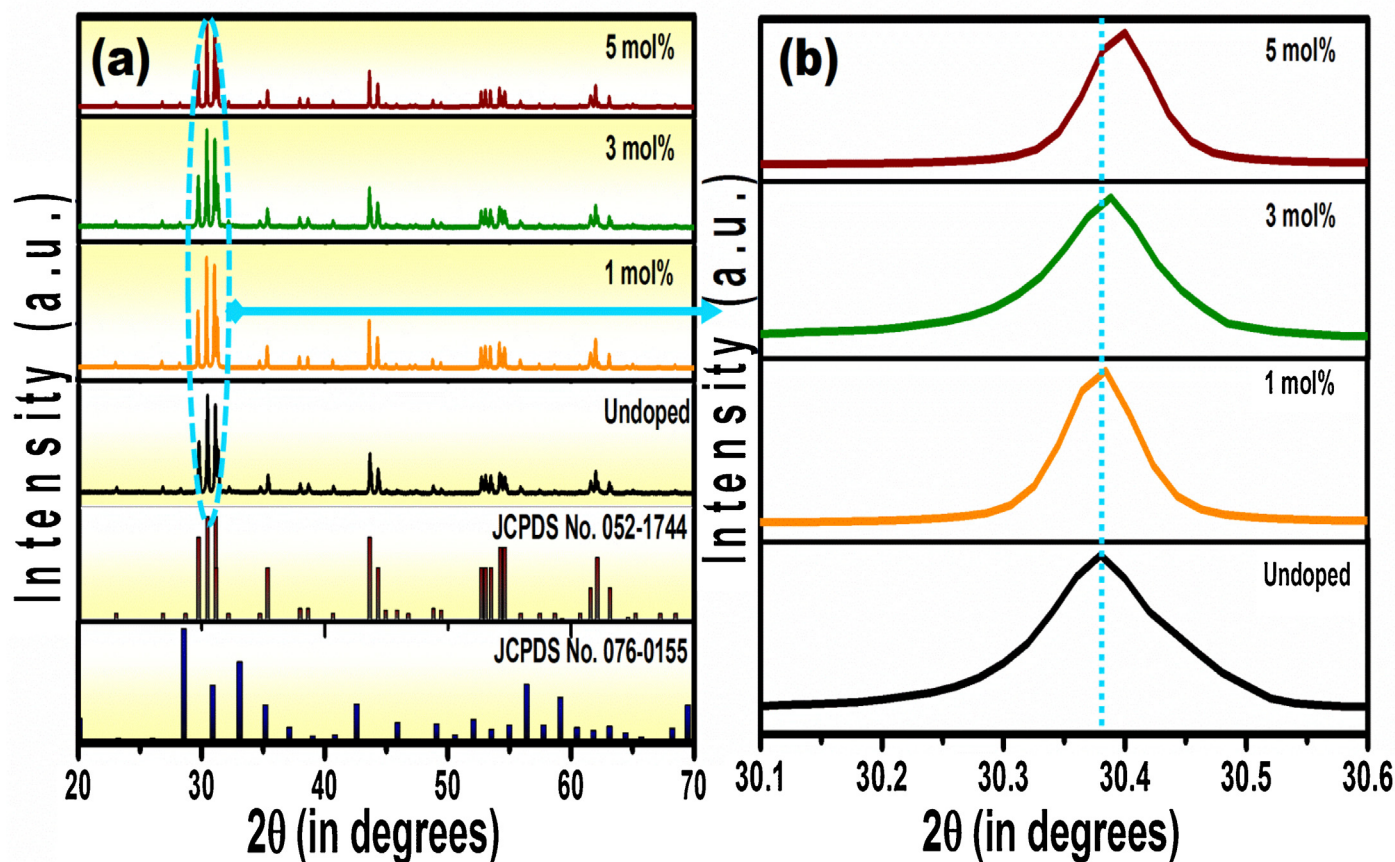 (a)
5 mol%
3 mol%
1 mol%
Undoped
JCPDS No. 052-1744
JCPDS No. 076-0155
Intensity (a.u.)
20 30 40 50 60 70
2θ (in degrees)
(b)
5 mol%
3 mol%
1 mol%
Undoped
Intensity (a.u.)
30.1 30.2 30.3 30.4 30.5 30.6
2θ (in degrees)